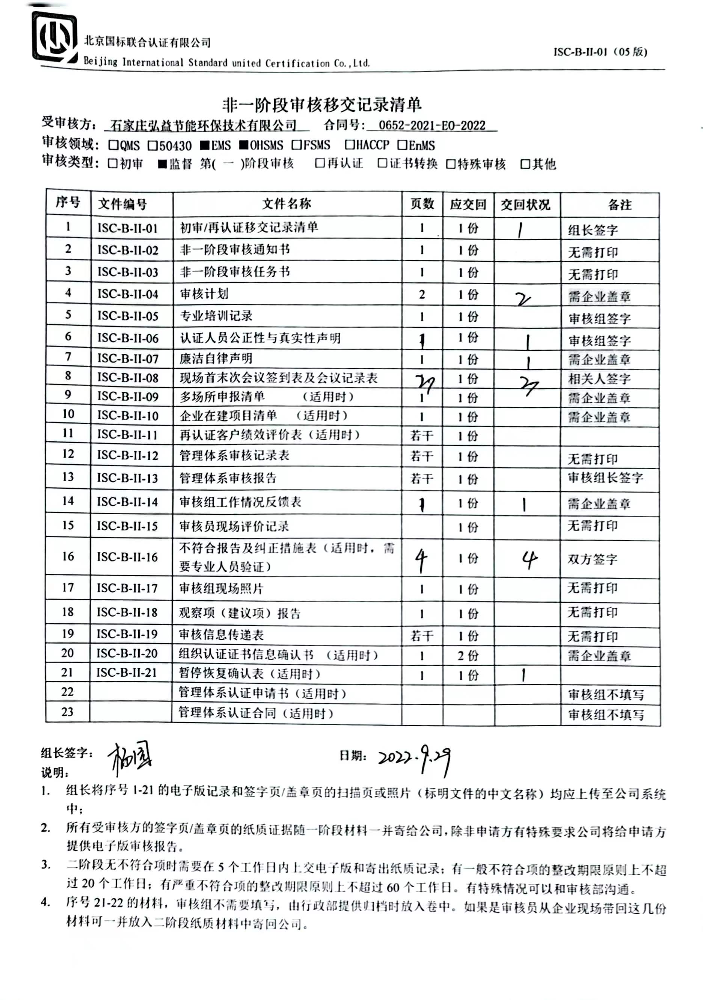 北京国标联合认证有限公司
Beijing International Standard united Certification Co.,Ltd.
ISC-B-II-01（05版）
非一阶段审核移交记录清单
受审核方：石家庄弘益节能环保技术有限公司 合同号：0652-2021-EO-2022
审核领域：□QMS □50430 ■EMS ■OHSMS □FSMS □HACCP □EnMS
审核类型：□初审 ■监督 第( 一 )阶段审核 □再认证 □证书转换 □特殊审核 □其他
序号 文件编号 文件名称 页数 应交回 交回状况 备注
1 ISC-B-II-01 初审/再认证移交记录清单 1 1份 1 组长签字
2 ISC-B-II-02 非一阶段审核通知书 1 1份 无需打印
3 ISC-B-II-03 非一阶段审核任务书 1 1份 无需打印
4 ISC-B-II-04 审核计划 2 1份 2 需企业盖章
5 ISC-B-II-05 专业培训记录 1 1份 审核组签字
6 ISC-B-II-06 认证人员公正性与真实性声明 1 1份 1 审核组签字
7 ISC-B-II-07 廉洁自律声明 1 1份 1 需企业盖章
8 ISC-B-II-08 现场首末次会议签到表及会议记录表 1份 相关人签字
9 ISC-B-II-09 多场所申报清单 （适用时） 1 1份 需企业盖章
10 ISC-B-II-10 企业在建项目清单 （适用时） 1 1份 需企业盖章
11 ISC-B-II-11 再认证客户绩效评价表（适用时） 若干 1份
12 ISC-B-II-12 管理体系审核记录表 若干 1份 无需打印
13 ISC-B-II-13 管理体系审核报告 若干 1份 审核组长签字
14 ISC-B-II-14 审核组工作情况反馈表 1 1份 1 需企业盖章
15 ISC-B-II-15 审核员现场评价记录 1份 无需打印
16 ISC-B-II-16 不符合报告及纠正措施表（适用时，需
要专业人员验证） 4 1份 4 双方签字
17 ISC-B-II-17 审核组现场照片 1 1份 无需打印
18 ISC-B-II-18 观察项（建议项）报告 1 1份 无需打印
19 ISC-B-II-19 审核信息传递表 若干 1份 无需打印
20 ISC-B-II-20 组织认证证书信息确认书 （适用时） 1 2份 需企业盖章
21 ISC-B-II-21 暂停恢复确认表（适用时） 1 1份 1
22 管理体系认证申请书（适用时） 审核组不填写
23 管理体系认证合同（适用时） 审核组不填写
组长签字： 日期：2022.9.29
说明：
1. 组长将序号 1-21 的电子版记录和签字页/盖章页的扫描页或照片（标明文件的中文名称）均应上传至公司系统
中；
2. 所有受审核方的签字页/盖章页的纸质证据随一阶段材料一并寄给公司，除非申请方有特殊要求公司将给申请方
提供电子版审核报告。
3. 二阶段无不符合项时需要在 5 个工作日内上交电子版和寄出纸质记录；有一般不符合项的整改期限原则上不超
过 20 个工作日；有严重不符合项的整改期限原则上不超过 60 个工作日。有特殊情况可以和审核部沟通。
4. 序号 21-22 的材料，审核组不需要填写，由行政部提供归档时放入卷中。如果是审核员从企业现场带回这几份
材料可一并放入二阶段纸质材料中寄回公司。